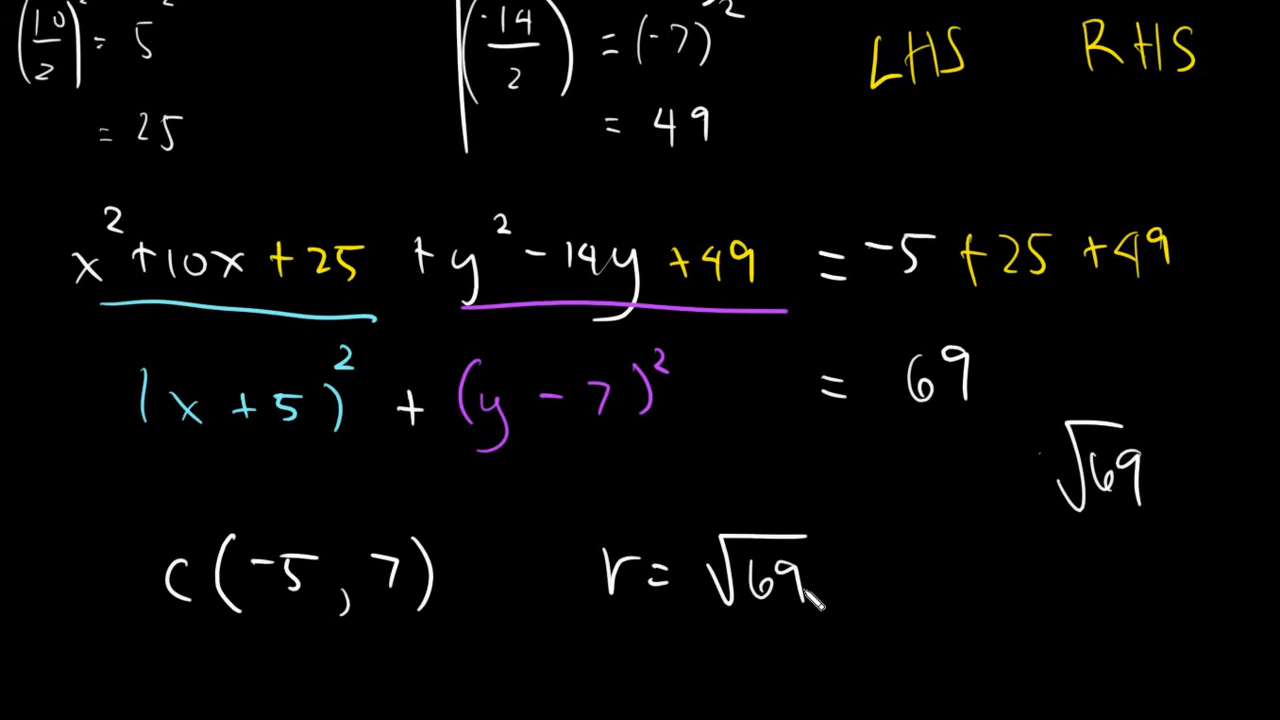 (10/2)² = 5²
= 25
(-14/2)² = (-7)²
= 49
LHS RHS
x² + 10x + 25 + y² - 14y + 49 = -5 + 25 + 49
(x + 5)² + (y - 7)² = 69
√69
C(-5, 7) r = √69